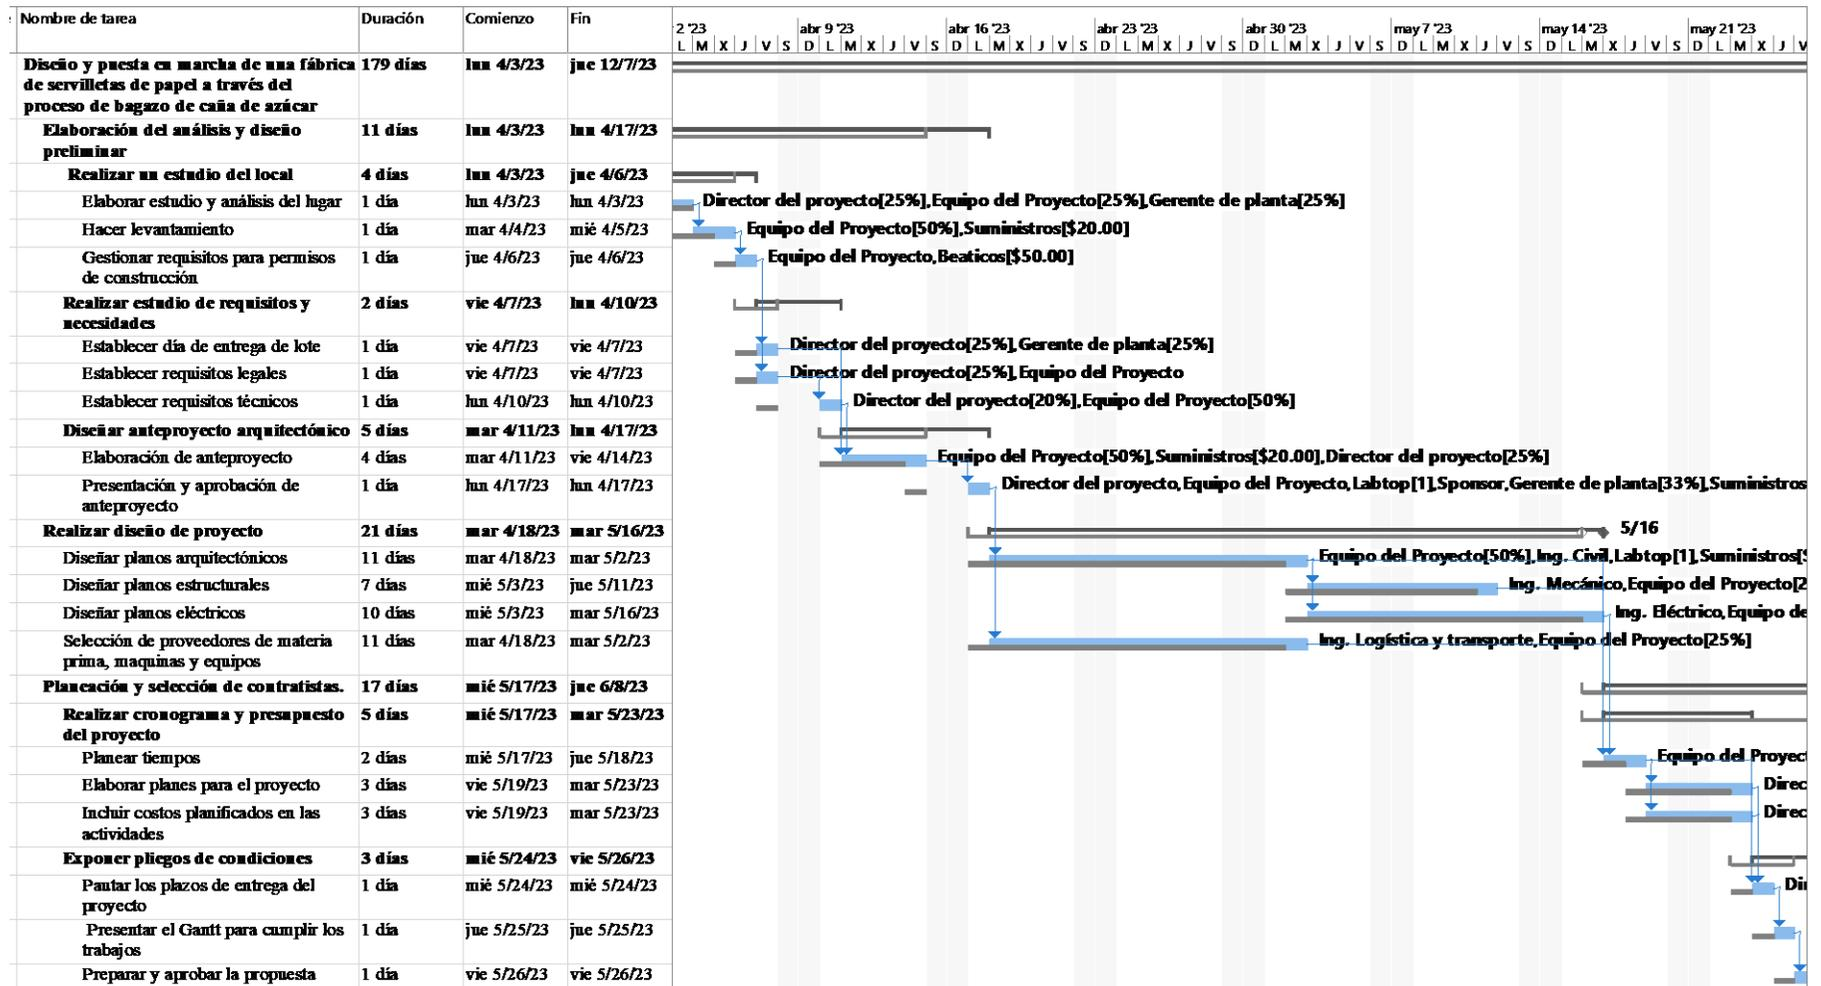 Nombre de tarea Duración Comienzo Fin
2 '23 abr 9 '23 abr 16 '23 abr 23 '23 abr 30 '23 may 7 '23 may 14 '23 may 21 '23
L M X J V S D L M X J V S D L M X J V S D L M X J V S D L M X J V S D L M X J V S D L M X J V S D L M X J V
Diseño y puesta en marcha de una fábrica 179 días lun 4/3/23 jue 12/7/23
de servilletas de papel a través del
proceso de bagazo de caña de azúcar
Elaboración del análisis y diseño 11 días lun 4/3/23 lun 4/17/23
preliminar
Realizar un estudio del local 4 días lun 4/3/23 jue 4/6/23
Elaborar estudio y análisis del lugar 1 día lun 4/3/23 lun 4/3/23 Director del proyecto[25%],Equipo del Proyecto[25%],Gerente de planta[25%]
Hacer levantamiento 1 día mar 4/4/23 mié 4/5/23 Equipo del Proyecto[50%],Suministros[$20.00]
Gestionar requisitos para permisos 1 día jue 4/6/23 jue 4/6/23 Equipo del Proyecto,Beaticos[$50.00]
de construcción
Realizar estudio de requisitos y 2 días vie 4/7/23 lun 4/10/23
necesidades
Establecer día de entrega de lote 1 día vie 4/7/23 vie 4/7/23 Director del proyecto[25%],Gerente de planta[25%]
Establecer requisitos legales 1 día vie 4/7/23 vie 4/7/23 Director del proyecto[25%],Equipo del Proyecto
Establecer requisitos técnicos 1 día lun 4/10/23 lun 4/10/23 Director del proyecto[20%],Equipo del Proyecto[50%]
Diseñar anteproyecto arquitectónico 5 días mar 4/11/23 lun 4/17/23
Elaboración de anteproyecto 4 días mar 4/11/23 vie 4/14/23 Equipo del Proyecto[50%],Suministros[$20.00],Director del proyecto[25%]
Presentación y aprobación de 1 día lun 4/17/23 lun 4/17/23 Director del proyecto,Equipo del Proyecto,Labtop[1],Sponsor,Gerente de planta[33%],Suministros
anteproyecto
Realizar diseño de proyecto 21 días mar 4/18/23 mar 5/16/23 5/16
Diseñar planos arquitectónicos 11 días mar 4/18/23 mar 5/2/23 Equipo del Proyecto[50%],Ing. Civil,Labtop[1],Suministros[$
Diseñar planos estructurales 7 días mié 5/3/23 jue 5/11/23 Ing. Mecánico,Equipo del Proyecto[2
Diseñar planos eléctricos 10 días mié 5/3/23 mar 5/16/23 Ing. Eléctrico,Equipo de
Selección de proveedores de materia 11 días mar 4/18/23 mar 5/2/23 Ing. Logística y transporte,Equipo del Proyecto[25%]
prima, maquinas y equipos
Planeación y selección de contratistas. 17 días mié 5/17/23 jue 6/8/23
Realizar cronograma y presupuesto 5 días mié 5/17/23 mar 5/23/23
del proyecto
Planear tiempos 2 días mié 5/17/23 jue 5/18/23 Equipo del Proyect
Elaborar planes para el proyecto 3 días vie 5/19/23 mar 5/23/23 Direc
Incluir costos planificados en las 3 días vie 5/19/23 mar 5/23/23 Direc
actividades
Exponer pliegos de condiciones 3 días mié 5/24/23 vie 5/26/23
Pautar los plazos de entrega del 1 día mié 5/24/23 mié 5/24/23 Dir
proyecto
Presentar el Gantt para cumplir los 1 día jue 5/25/23 jue 5/25/23
trabajos
Preparar y aprobar la propuesta 1 día vie 5/26/23 vie 5/26/23